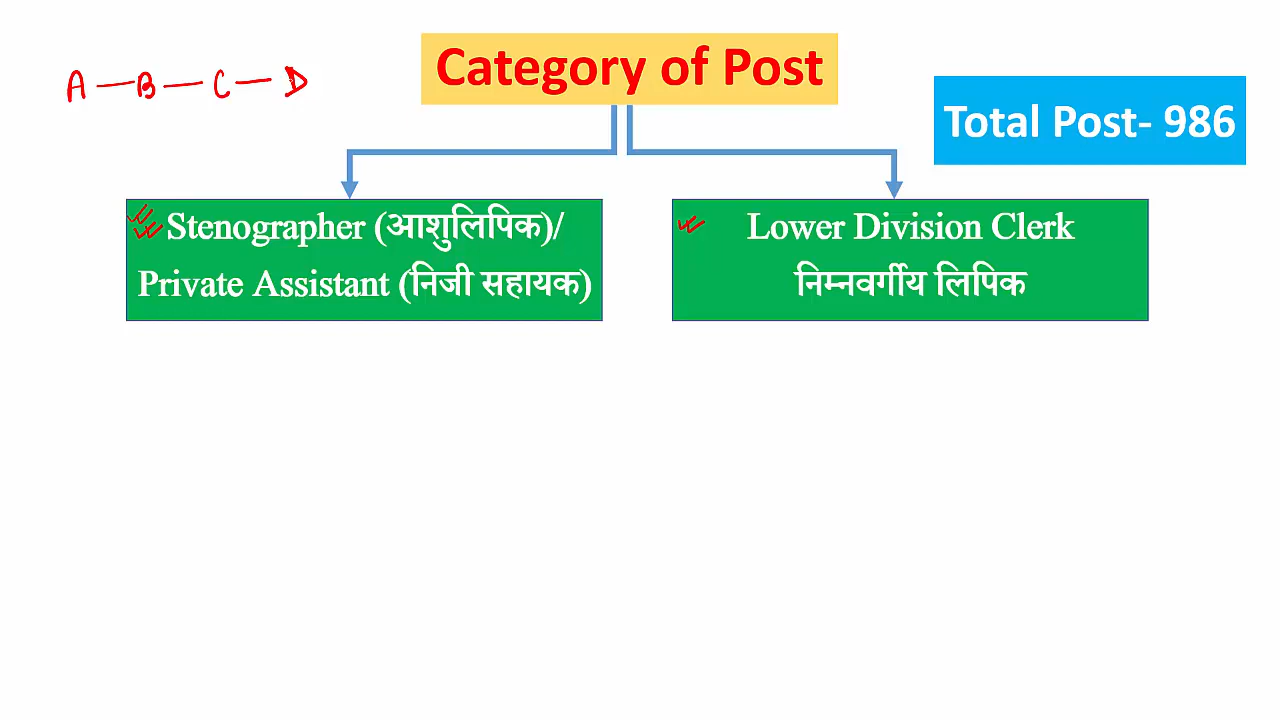 A — B — C — D
Category of Post
Total Post- 986
Stenographer (आशुलिपिक)/
Private Assistant (निजी सहायक)
Lower Division Clerk
निम्नवर्गीय लिपिक